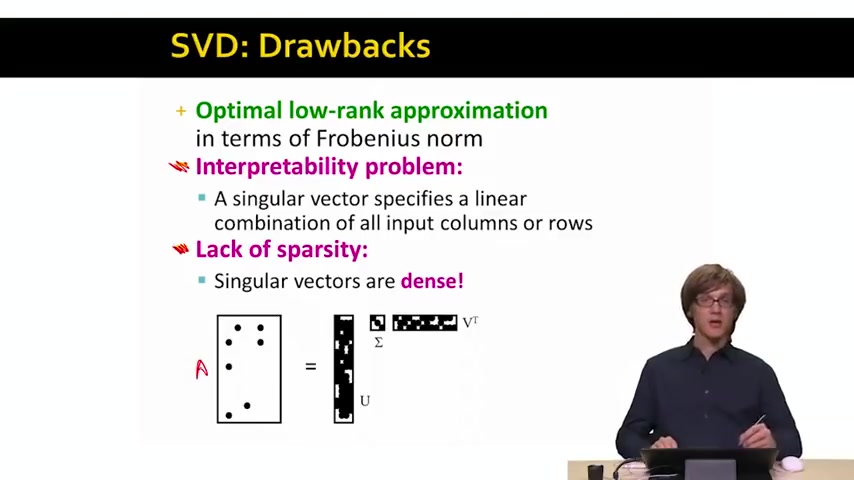 SVD: Drawbacks
+ Optimal low-rank approximation
in terms of Frobenius norm
Interpretability problem:
A singular vector specifies a linear
combination of all input columns or rows
Lack of sparsity:
Singular vectors are dense!
A
=
U
Σ
Vᵀ